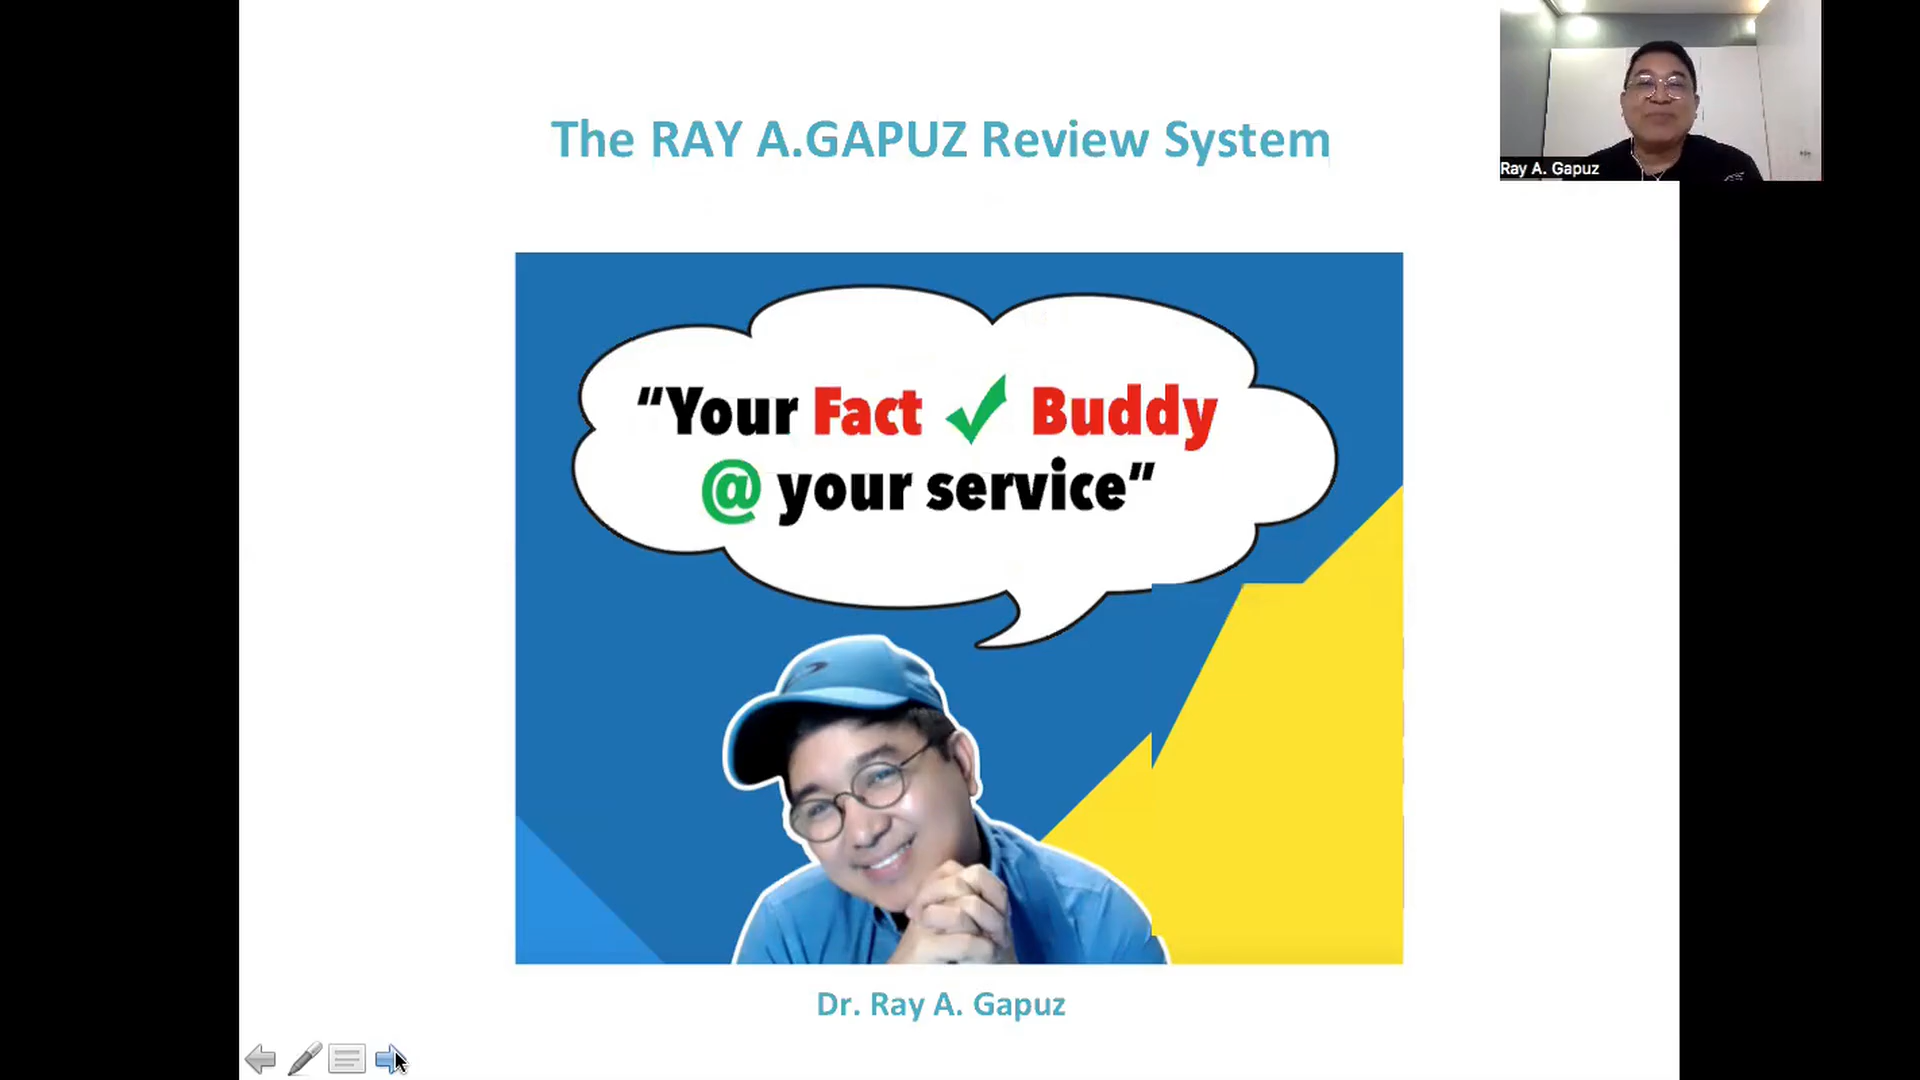 The RAY A.GAPUZ Review System
Ray A. Gapuz
“Your Fact ✓ Buddy
@ your service”
Dr. Ray A. Gapuz